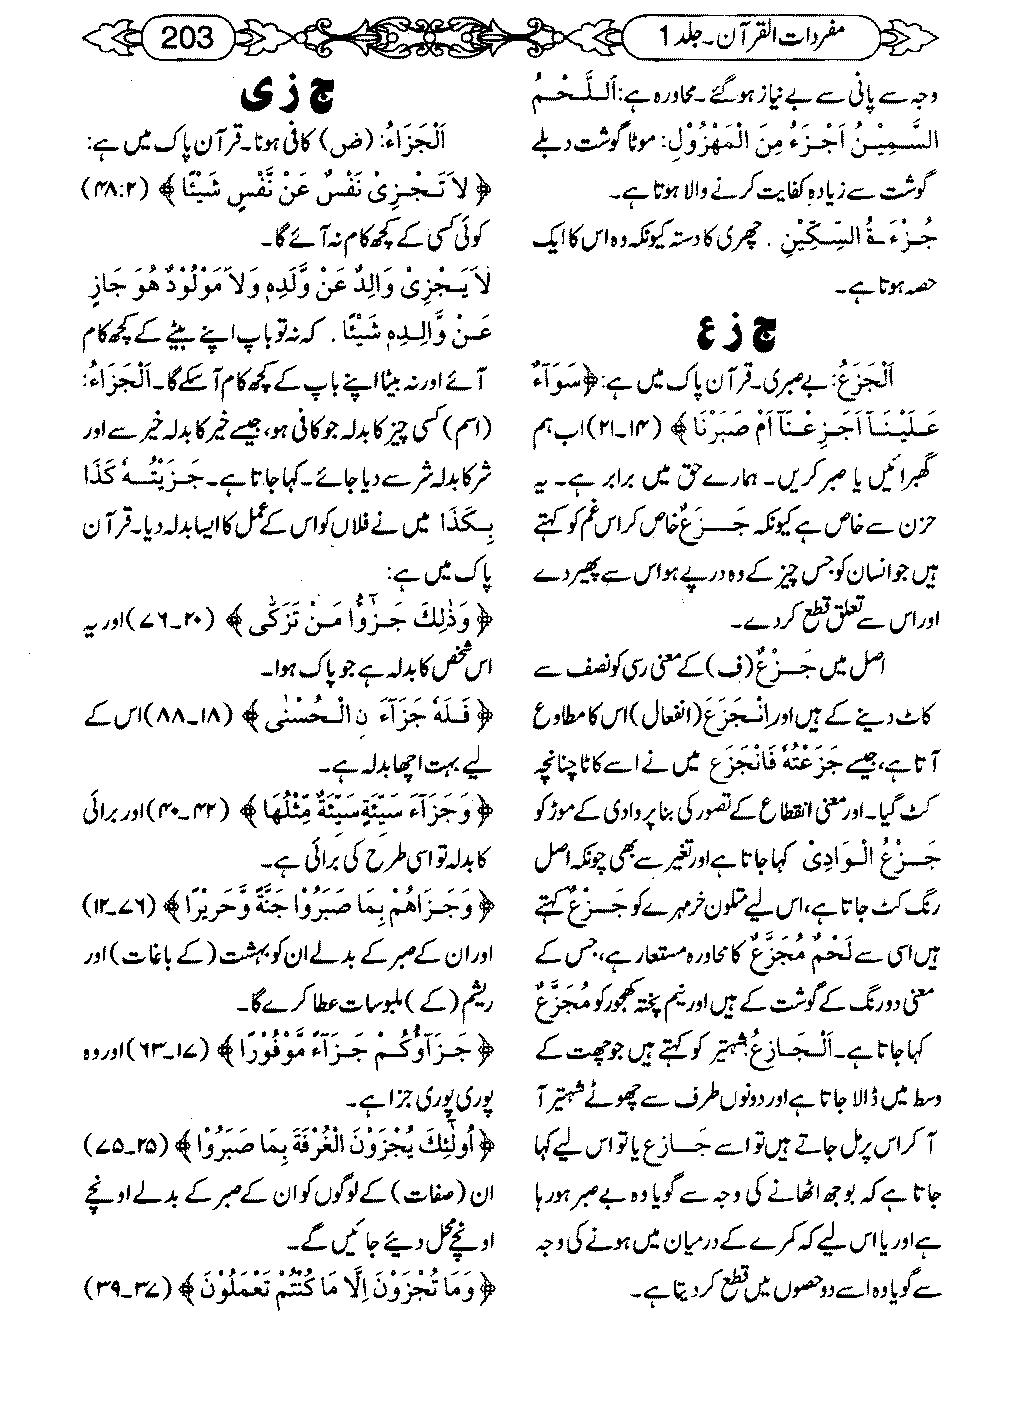 مفردات القرآن۔جلد 1
203
وجہ سے پانی سے بے نیاز ہوگئے۔ محاورہ ہے: اَللَّحْمُ
السَّمِيْنُ اَجْزَءُ مِنَ الْمَهْزُوْلِ: موٹا گوشت دبلے
گوشت سے زیادہ کفایت کرنے والا ہوتا ہے۔
جُزْءَةُ السِّكِّيْنِ . چھری کا دستہ کیونکہ وہ اس کا ایک
حصہ ہوتا ہے۔
ج ز ع
اَلْجَزَعُ: بے صبری۔ قرآن پاک میں ہے: ﴿سَوَآءٌ
عَلَيْنَآ اَجَزِعْنَآ اَمْ صَبَرْنَا﴾ (۱۴۔۲۱) اب ہم
گھبرائیں یا صبر کریں۔ ہمارے حق میں برابر ہے۔ یہ
حزن سے خاص ہے کیونکہ جَزَعٌ خاص کر اس غم کو کہتے
ہیں جو انسان کو جس چیز کے وہ درپے ہو اس سے پھیر دے
اور اس سے تعلق قطع کر دے۔
اصل میں جَزْعٌ (ف) کے معنی رسی کو نصف سے
کاٹ دینے کے ہیں اور اِنْجَزَعَ (انفعال) اس کا مطاوع
آتا ہے، جیسے جَزَعْتُهٗ فَانْجَزَعَ میں نے اسے کاٹا چنانچہ
کٹ گیا۔ اور معنی انقطاع کے تصور کی بنا پر وادی کے موڑ کو
جَزْعُ الْوَادِيْ کہا جاتا ہے اور تغیر سے بھی چونکہ اصل
رنگ کٹ جاتا ہے، اس لیے متلون خرمہرے کو جَزْعٌ کہتے
ہیں اسی سے لَحْمٌ مُجَزَّعٌ کا محاورہ مستعار ہے، جس کے
معنی دو رنگ کے گوشت کے ہیں اور نیم پختہ کھجور کو مُجَزَّعٌ
کہا جاتا ہے۔ اَلْجَازِعُ: شہتیر کو کہتے ہیں جو چھت کے
وسط میں ڈالا جاتا ہے اور دونوں طرف سے چھوٹے شہتیر آ
آ کر اس پر مل جاتے ہیں تو اسے جَازِعٌ یا تو اس لیے کہا
جاتا ہے کہ بوجھ اٹھانے کی وجہ سے گویا وہ بے صبر ہو رہا
ہے اور یا اس لیے کہ کمرے کے درمیان میں ہونے کی وجہ
سے گویا وہ اسے دو حصوں میں قطع کر دیتا ہے۔
ج ز ی
اَلْجَزَاءُ: (ض) کافی ہونا۔ قرآن پاک میں ہے:
﴿لَا تَجْزِیْ نَفْسٌ عَنْ نَّفْسٍ شَيْئًا﴾ (۴۸:۲)
کوئی کسی کے کچھ کام نہ آئے گا۔
لَا يَجْزِیْ وَالِدٌ عَنْ وَّلَدِهٖ وَلَا مَوْلُوْدٌ هُوَ جَازٍ
عَنْ وَّالِدِهٖ شَيْئًا . کہ نہ تو باپ اپنے بیٹے کے کچھ کام
آئے اور نہ بیٹا اپنے باپ کے کچھ کام آ سکے گا۔ اَلْجَزَاءُ:
(اسم) کسی چیز کا بدلہ جو کافی ہو، جیسے خیر کا بدلہ خیر سے اور
شر کا بدلہ شر سے دیا جائے۔ کہا جاتا ہے۔ جَزَيْتُهٗ كَذَا
بِكَذَا میں نے فلاں کو اس کے عمل کا ایسا بدلہ دیا۔ قرآن
پاک میں ہے:
﴿وَذٰلِكَ جَزٰٓؤُا مَنْ تَزَكّٰی﴾ (۲۰۔۷۶) اور یہ
اس شخص کا بدلہ ہے جو پاک ہوا۔
﴿فَلَهٗ جَزَآءَ نِ الْحُسْنٰی﴾ (۱۸۔۸۸) اس کے
لیے بہت اچھا بدلہ ہے۔
﴿وَجَزَآءُ سَيِّئَةٍ سَيِّئَةٌ مِّثْلُهَا﴾ (۴۲۔۴۰) اور برائی
کا بدلہ تو اسی طرح کی برائی ہے۔
﴿وَجَزَاهُمْ بِمَا صَبَرُوْا جَنَّةً وَّحَرِيْرًا﴾ (۷۶۔۱۲)
اور ان کے صبر کے بدلے ان کو بہشت (کے باغات) اور
ریشم (کے) ملبوسات عطا کرے گا۔
﴿جَزَآؤُكُمْ جَزَآءً مَّوْفُوْرًا﴾ (۱۷۔۶۳) اور وہ
پوری پوری جزا ہے۔
﴿اُولٰٓئِكَ يُجْزَوْنَ الْغُرْفَةَ بِمَا صَبَرُوْا﴾ (۲۵۔۷۵)
ان (صفات) کے لوگوں کو ان کے صبر کے بدلے اونچے
اونچے محل دیئے جائیں گے۔
﴿وَمَا تُجْزَوْنَ اِلَّا مَا كُنْتُمْ تَعْمَلُوْنَ﴾ (۳۷۔۳۹)